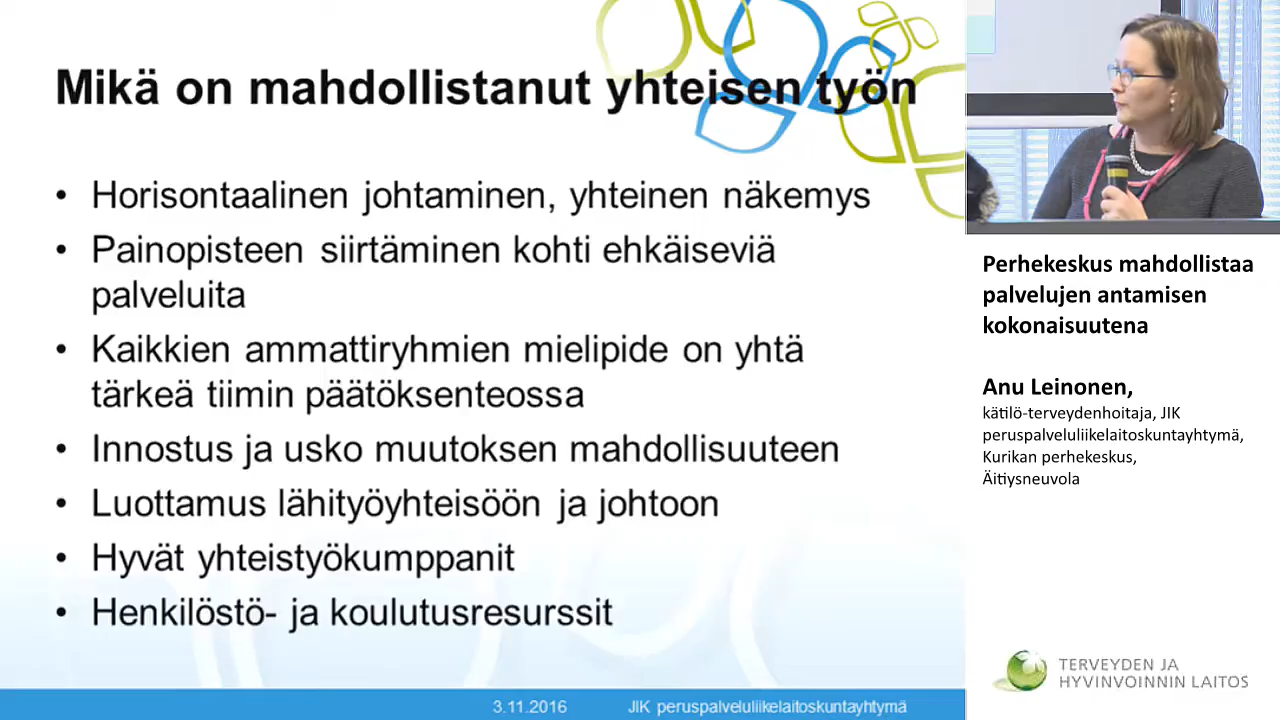 Mikä on mahdollistanut yhteisen työn
• Horisontaalinen johtaminen, yhteinen näkemys
• Painopisteen siirtäminen kohti ehkäiseviä
palveluita
• Kaikkien ammattiryhmien mielipide on yhtä
tärkeä tiimin päätöksenteossa
• Innostus ja usko muutoksen mahdollisuuteen
• Luottamus lähityöyhteisöön ja johtoon
• Hyvät yhteistyökumppanit
• Henkilöstö- ja koulutusresurssit
3.11.2016 JIK peruspalveluliikelaitoskuntayhtymä
Perhekeskus mahdollistaa
palvelujen antamisen
kokonaisuutena
Anu Leinonen,
kätilö-terveydenhoitaja, JIK
peruspalveluliikelaitoskuntayhtymä,
Kurikan perhekeskus,
Äitiysneuvola
TERVEYDEN JA
HYVINVOINNIN LAITOS